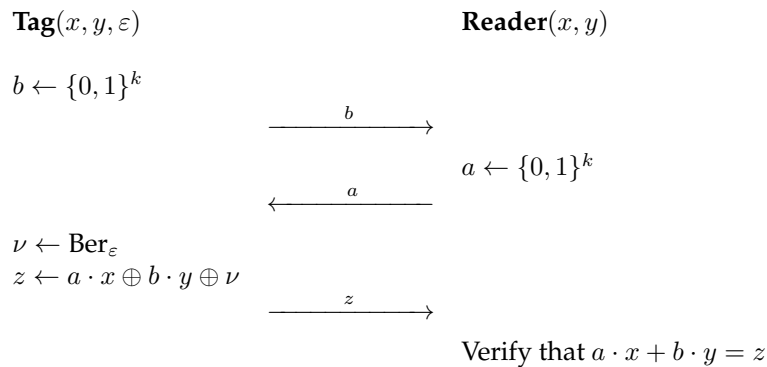 Tag(x, y, ε) Reader(x, y)
b ← {0, 1}^k
b
a ← {0, 1}^k
a
ν ← Ber_ε
z ← a · x ⊕ b · y ⊕ ν
z
Verify that a · x + b · y = z